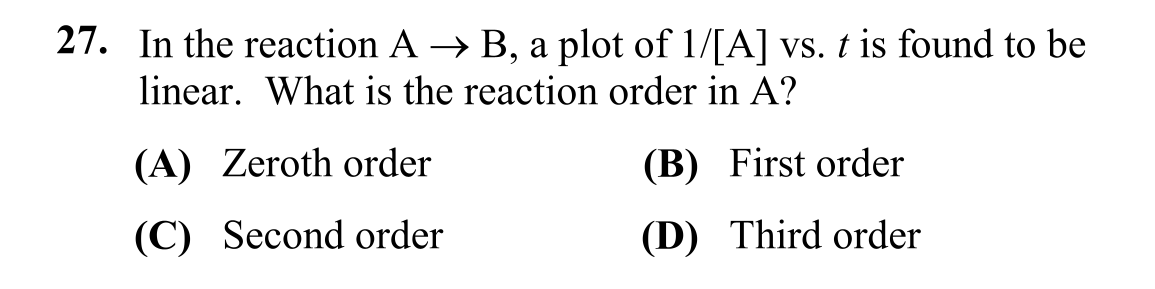 27. In the reaction A → B, a plot of 1/[A] vs. t is found to be
linear. What is the reaction order in A?
(A) Zeroth order (B) First order
(C) Second order (D) Third order